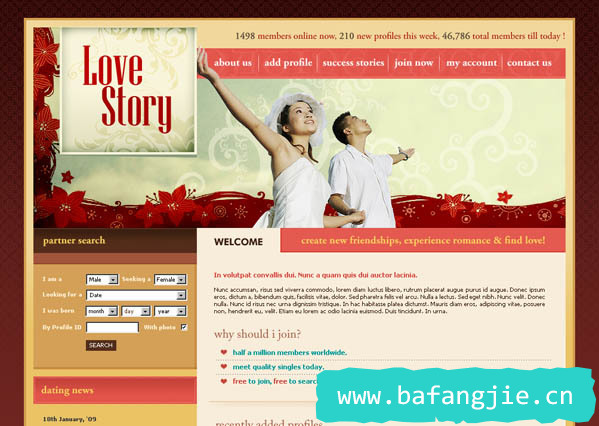 1498 members online now, 210 new profiles this week, 46,786 total members till today !
Love
Story
about us
add profile
success stories
join now
my account
contact us
partner search
I am a
Male
Seeking a
Female
Looking for a
Date
I was born
month
day
year
By Profile ID
With photo
SEARCH
dating news
10th January, '09
WELCOME
create new friendships, experience romance & find love!
In volutpat convallis dui. Nunc a quam quis dui auctor lacinia.
Nunc accumsan, risus sed viverra commodo, lorem diam luctus libero, rutrum placerat augue purus id augue. Donec ipsum
eros, dictum a, bibendum quis, facilisis vitae, dolor. Sed pharetra felis vel arcu. Nulla a lectus. Sed eget nibh. Nunc velit. Donec
nulla. Nunc id risus nec urna dignissim tristique. In hac habitasse platea dictumst. Mauris diam eros, adipiscing vitae, posuere
non, hendrerit eu, velit. Etiam eu lorem ac odio lacinia euismod. Duis tincidunt. In urna.
why should i join?
half a million members worldwide,
meet quality singles today,
free to join, free to search
recently added profiles
www.bafangjie.cn